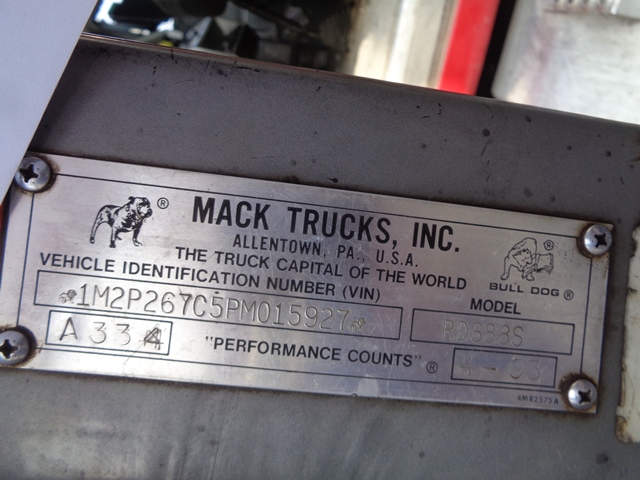 MACK TRUCKS, INC.
ALLENTOWN, PA., U.S.A.
THE TRUCK CAPITAL OF THE WORLD
BULL DOG ®
VEHICLE IDENTIFICATION NUMBER (VIN)
MODEL
1M2P267C5PM015927
RD688S
A334
"PERFORMANCE COUNTS" ®
-03